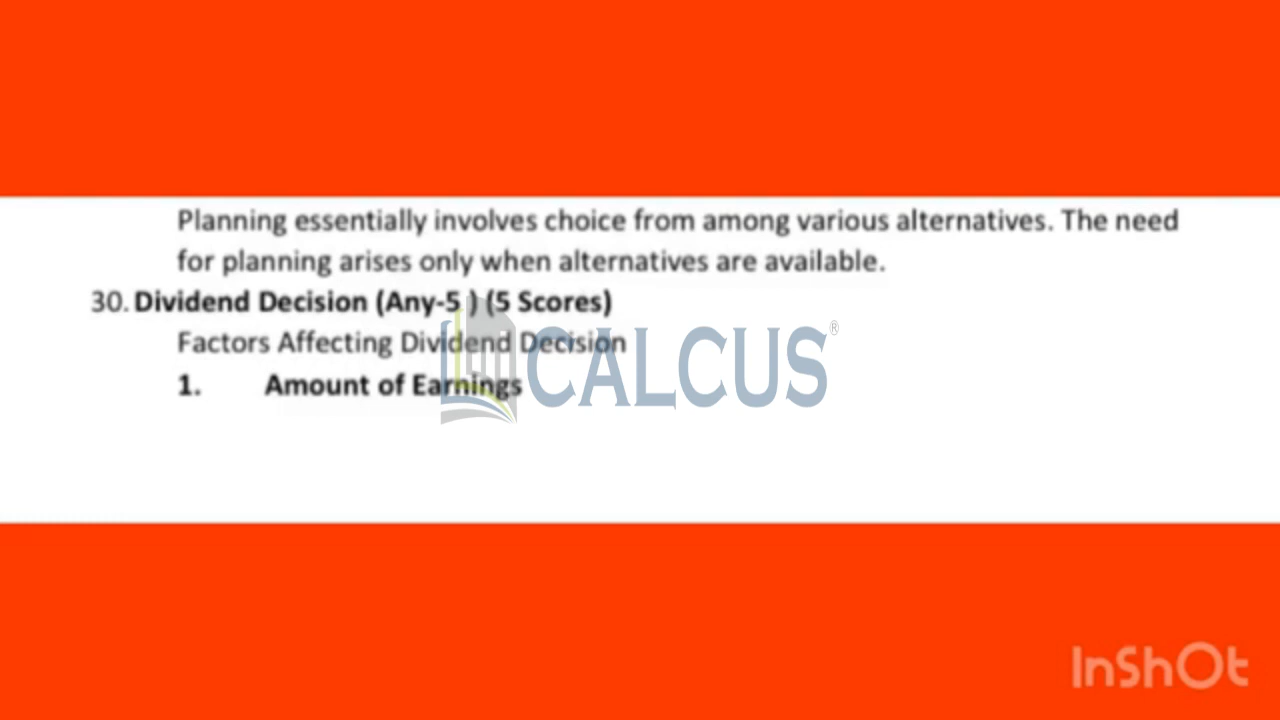 Planning essentially involves choice from among various alternatives. The need
for planning arises only when alternatives are available.
30. Dividend Decision (Any-5 ) (5 Scores)
Factors Affecting Dividend Decision
1. Amount of Earnings
CALCUS®
InShOt